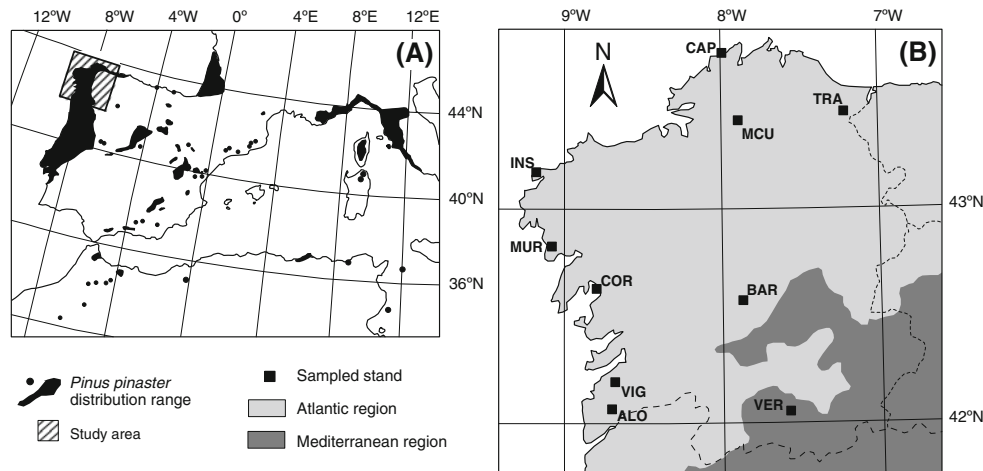 12ºW 8ºW 4ºW 0º 4ºE 8ºE 12ºE
(A)
44ºN
40ºN
36ºN
Pinus pinaster
distribution range
Study area
Sampled stand
Atlantic region
Mediterranean region
9ºW 8ºW 7ºW
N
(B)
CAP
TRA
MCU
INS
43ºN
MUR
COR
BAR
VIG
ALO
VER
42ºN